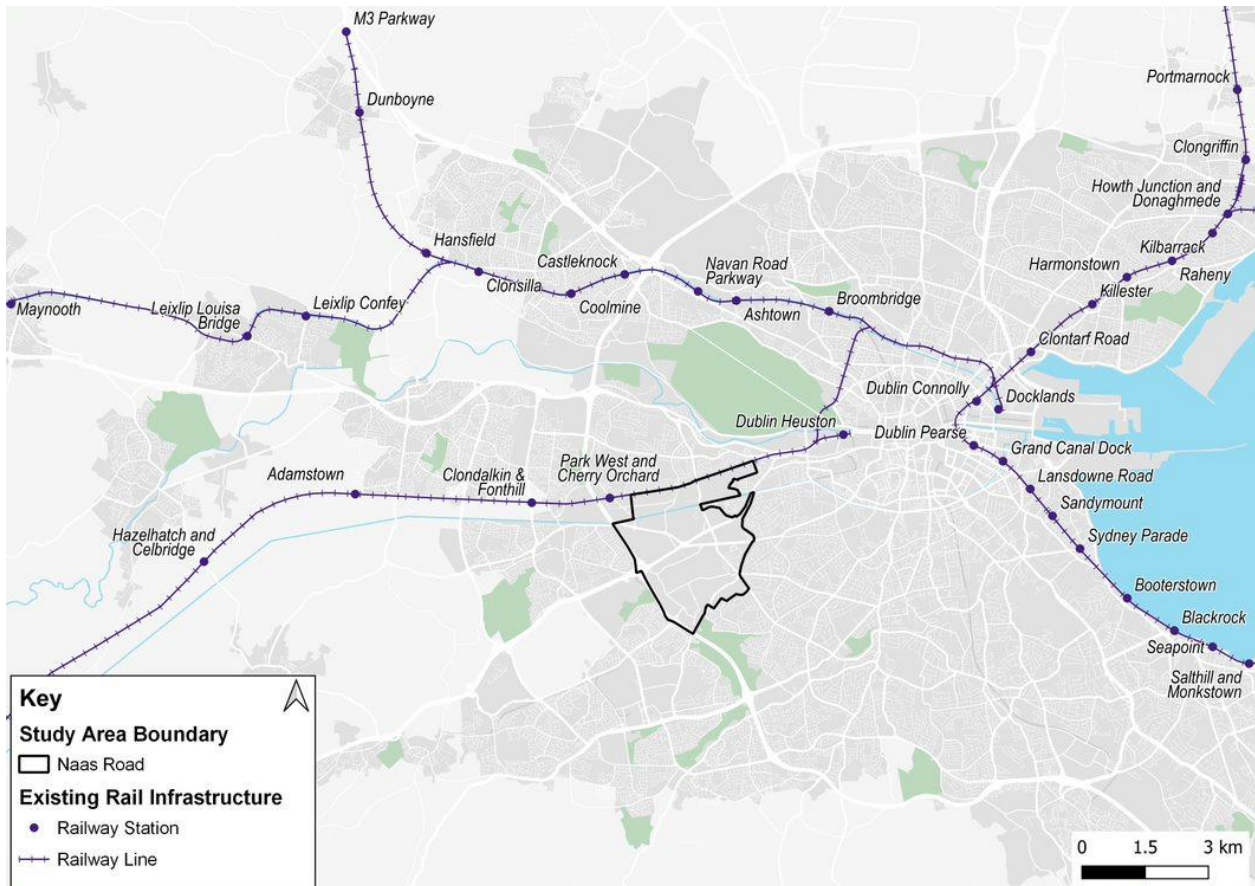 M3 Parkway
Dunboyne
Portmarnock
Clongriffin
Howth Junction and
Donaghmede
Hansfield
Castleknock
Navan Road
Parkway
Kilbarrack
Harmonstown
Raheny
Clonsilla
Killester
Leixlip Confey
Maynooth
Leixlip Louisa
Bridge
Coolmine
Ashtown
Broombridge
Clontarf Road
Dublin Connolly
Docklands
Dublin Heuston
Dublin Pearse
Grand Canal Dock
Park West and
Cherry Orchard
Adamstown
Clondalkin &
Fonthill
Lansdowne Road
Sandymount
Hazelhatch and
Celbridge
Sydney Parade
Booterstown
Blackrock
Seapoint
Salthill and
Monkstown
Key
Study Area Boundary
Naas Road
Existing Rail Infrastructure
Railway Station
Railway Line
0 1.5 3 km